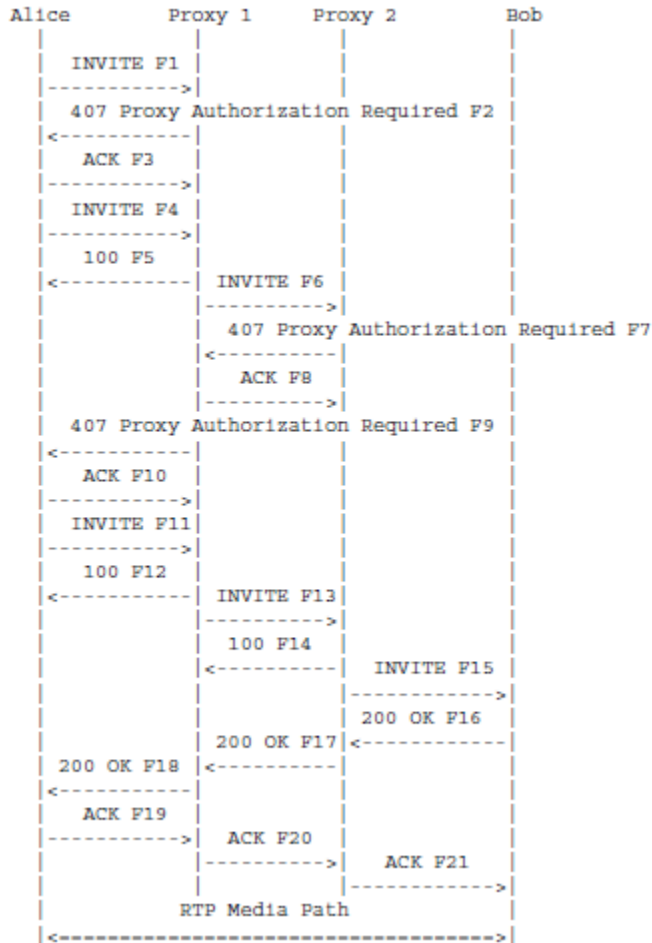 Alice Proxy 1 Proxy 2 Bob
INVITE F1
407 Proxy Authorization Required F2
ACK F3
INVITE F4
100 F5
INVITE F6
407 Proxy Authorization Required F7
ACK F8
407 Proxy Authorization Required F9
ACK F10
INVITE F11
100 F12
INVITE F13
100 F14
INVITE F15
200 OK F16
200 OK F17
200 OK F18
ACK F19
ACK F20
ACK F21
RTP Media Path